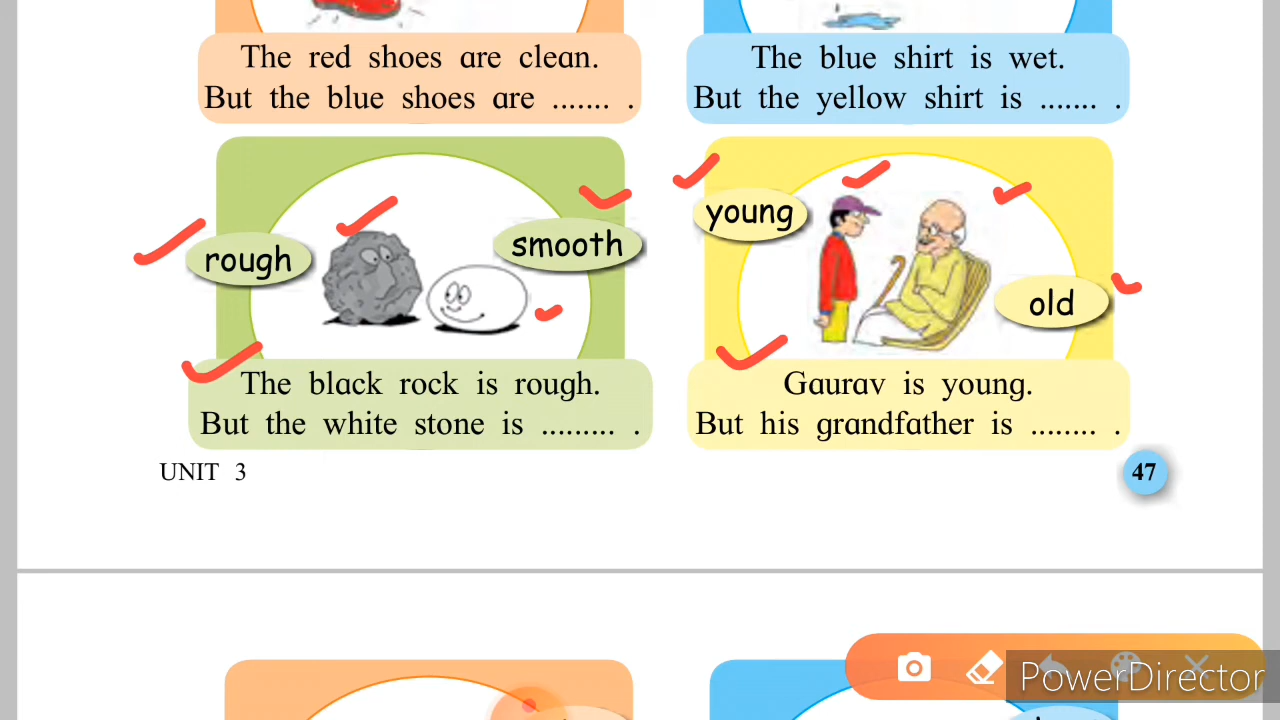 The red shoes are clean.
But the blue shoes are ....... .
The blue shirt is wet.
But the yellow shirt is ....... .
rough
smooth
The black rock is rough.
But the white stone is ......... .
young
old
Gaurav is young.
But his grandfather is ........ .
UNIT 3
47
PowerDirector